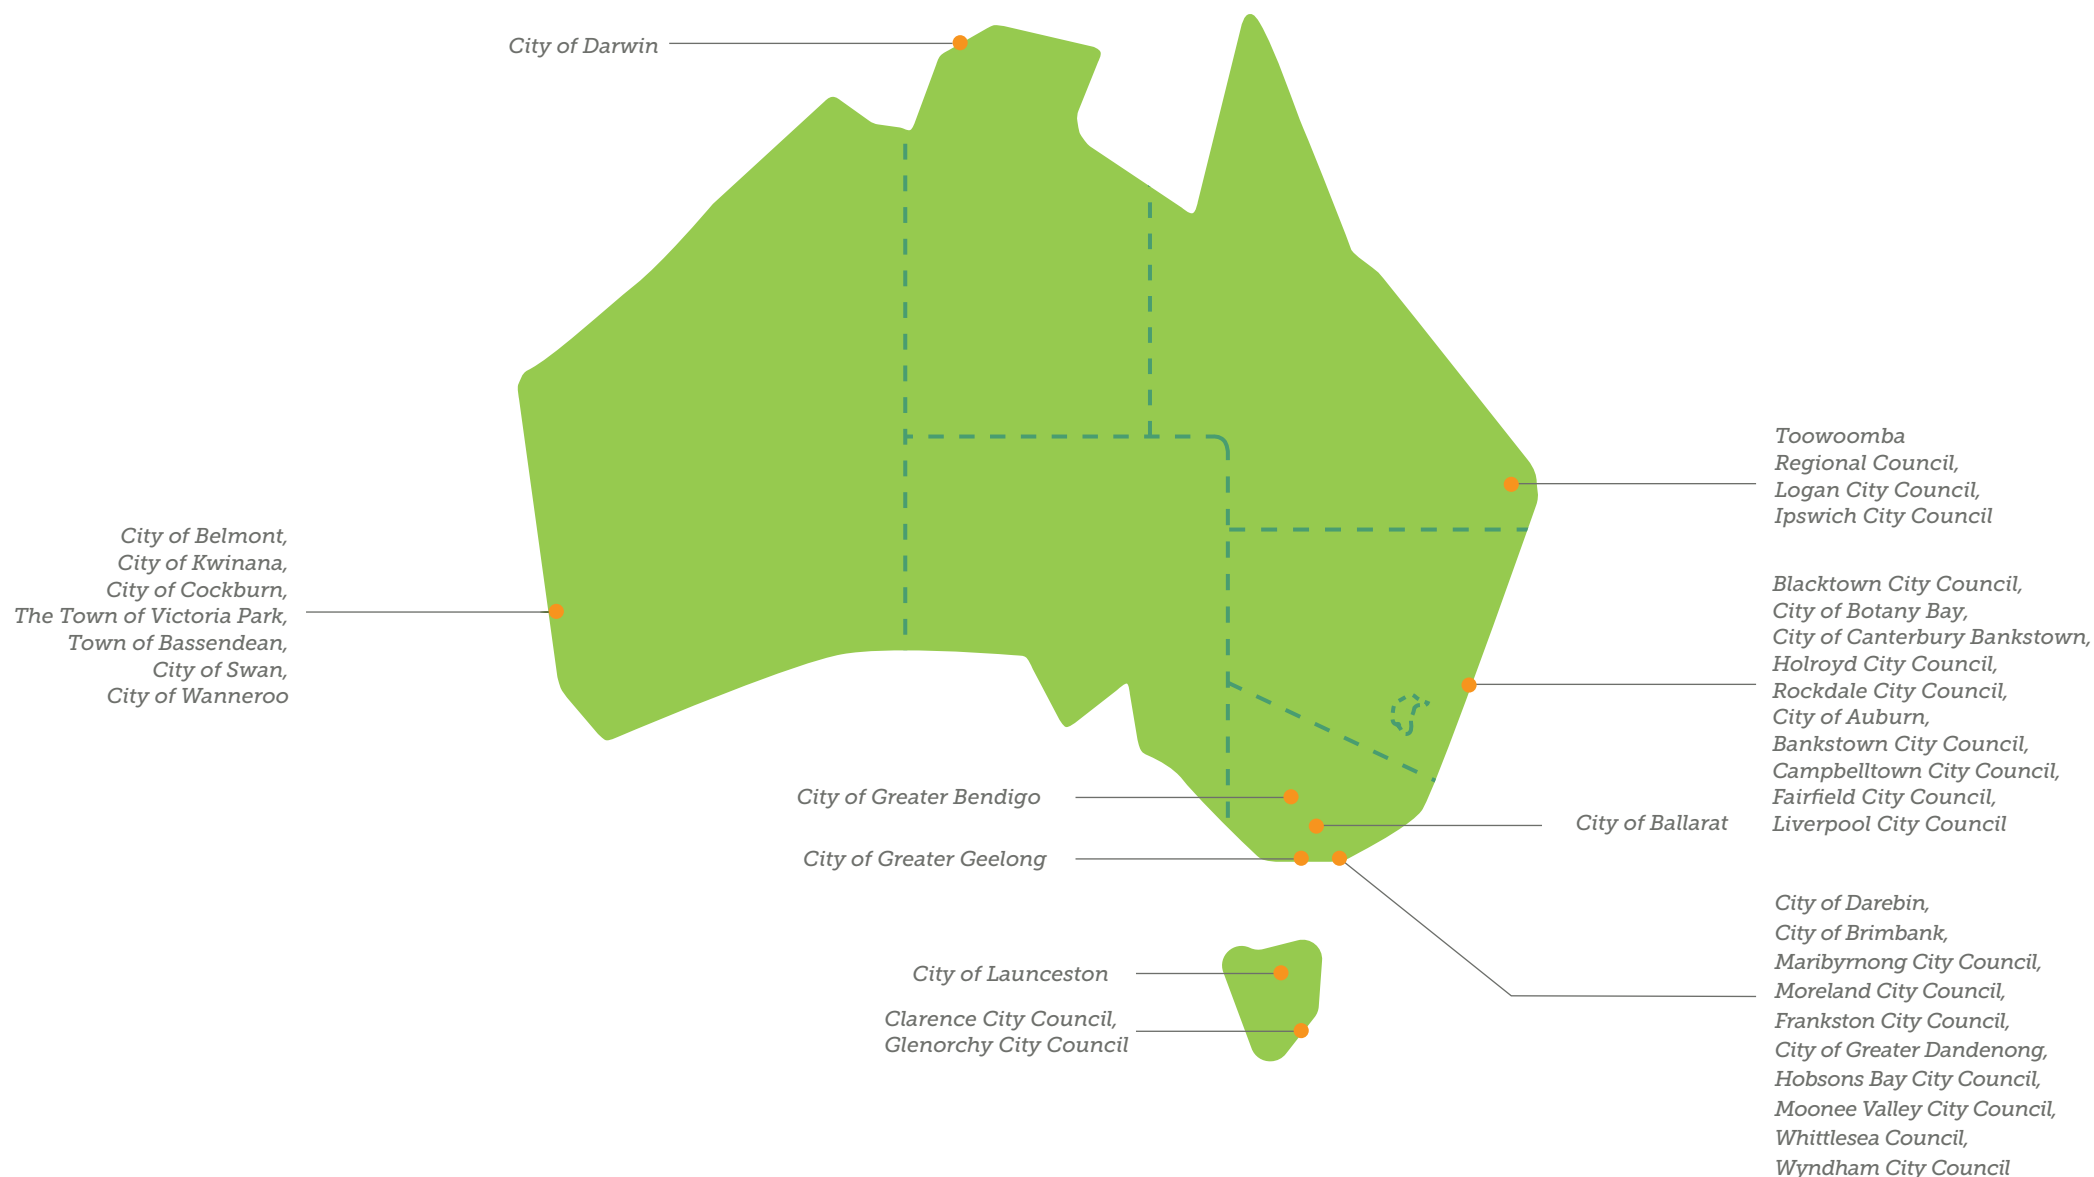 City of Darwin
Toowoomba
Regional Council,
Logan City Council,
Ipswich City Council
City of Belmont,
City of Kwinana,
City of Cockburn,
The Town of Victoria Park,
Town of Bassendean,
City of Swan,
City of Wanneroo
Blacktown City Council,
City of Botany Bay,
City of Canterbury Bankstown,
Holroyd City Council,
Rockdale City Council,
City of Auburn,
Bankstown City Council,
Campbelltown City Council,
Fairfield City Council,
Liverpool City Council
City of Greater Bendigo
City of Ballarat
City of Greater Geelong
City of Darebin,
City of Brimbank,
Maribyrnong City Council,
Moreland City Council,
Frankston City Council,
City of Greater Dandenong,
Hobsons Bay City Council,
Moonee Valley City Council,
Whittlesea Council,
Wyndham City Council
City of Launceston
Clarence City Council,
Glenorchy City Council